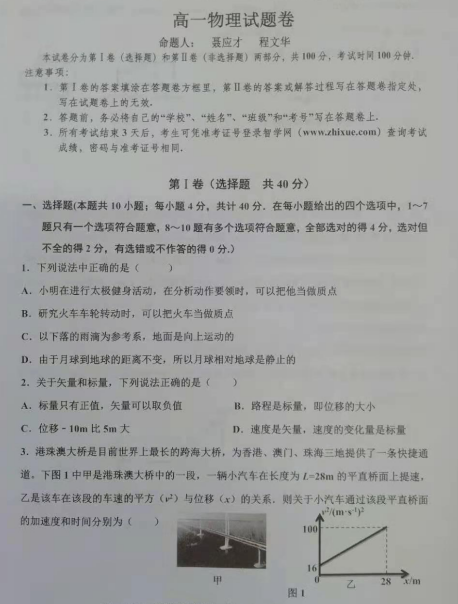 高一物理试题卷
命题人： 聂应才 程文华
本试卷分为第Ⅰ卷（选择题）和第Ⅱ卷（非选择题）两部分，共100分，考试时间100分钟.
注意事项：
1．第Ⅰ卷的答案填涂在答题卷方框里，第Ⅱ卷的答案或解答过程写在答题卷指定处，
写在试题卷上的无效.
2．答题前，务必将自己的“学校”、“姓名”、“班级”和“考号”写在答题卷上.
3．所有考试结束3天后，考生可凭准考证号登录智学网（www.zhixue.com）查询考试
成绩，密码与准考证号相同.
第Ⅰ卷（选择题 共40分）
一、选择题(本题共10小题；每小题4分，共计40分．在每小题给出的四个选项中，1～7
题只有一个选项符合题意，8～10题有多个选项符合题意，全部选对的得4分，选对但
不全的得2分，有选错或不作答的得0分.）
1．下列说法中正确的是（ ）
A．小明在进行太极健身活动，在分析动作要领时，可以把他当做质点
B．研究火车车轮转动时，可以把火车当做质点
C．以下落的雨滴为参考系，地面是向上运动的
D．由于月球到地球的距离不变，所以月球相对地球是静止的
2．关于矢量和标量，下列说法正确的是（ ）
A．标量只有正值，矢量可以取负值 B．路程是标量，即位移的大小
C．位移﹣10m比5m大 D．速度是矢量，速度的变化量是标量
3．港珠澳大桥是目前世界上最长的跨海大桥，为香港、澳门、珠海三地提供了一条快捷通
道．下图1中甲是港珠澳大桥中的一段，一辆小汽车在长度为L=28m的平直桥面上提速，
乙是该车在该段的车速的平方（v²）与位移（x）的关系．则关于小汽车通过该段平直桥面
的加速度和时间分别为（ ）
v²/(m·s⁻¹)²
100
16
0
28
x/m
甲
乙
图1